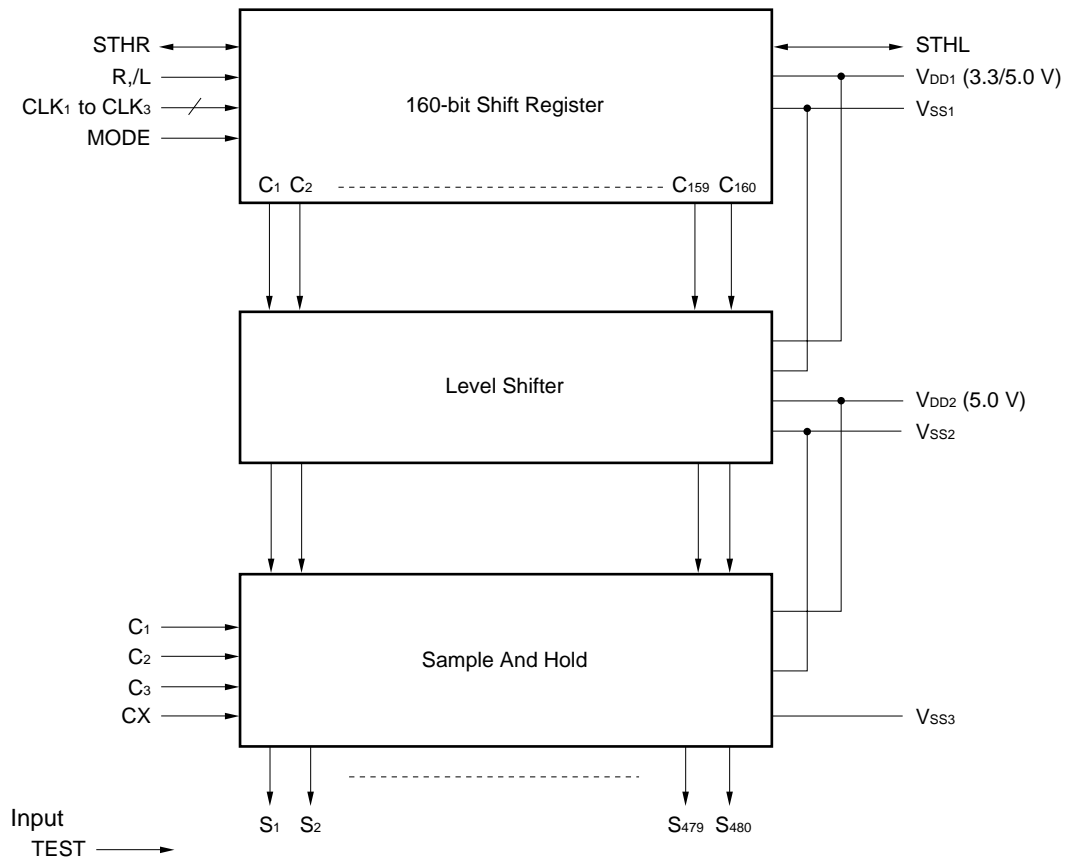 STHR
STHL
R,/L
VDD1 (3.3/5.0 V)
CLK1 to CLK3
160-bit Shift Register
VSS1
MODE
C1 C2 C159 C160
Level Shifter
VDD2 (5.0 V)
VSS2
C1
C2
Sample And Hold
C3
CX
VSS3
S1 S2 S479 S480
Input
TEST